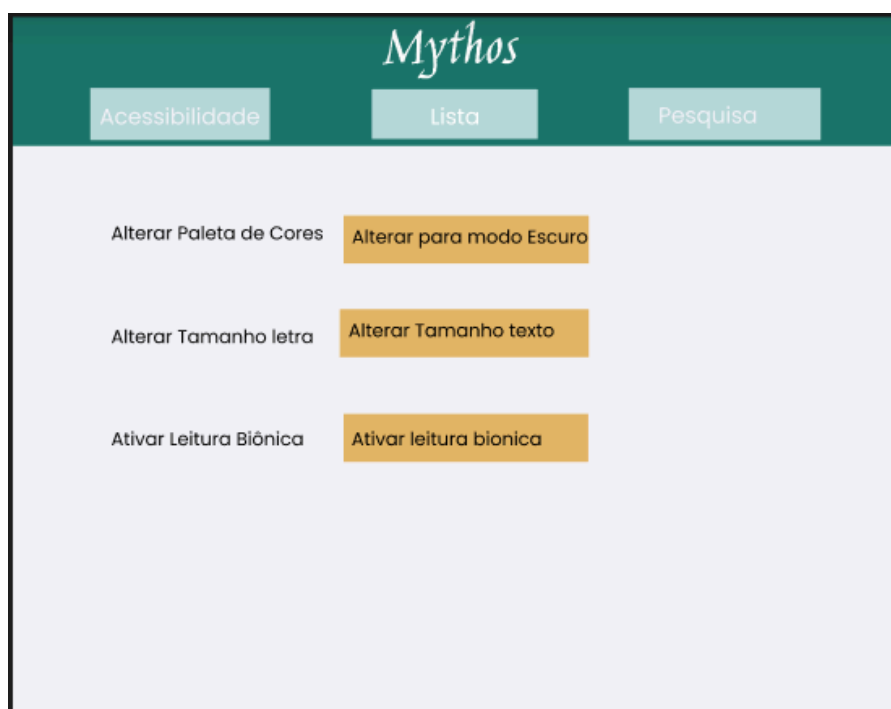 Mythos
Acessibilidade
Lista
Pesquisa
Alterar Paleta de Cores
Alterar para modo Escuro
Alterar Tamanho letra
Alterar Tamanho texto
Ativar Leitura Biônica
Ativar leitura bionica